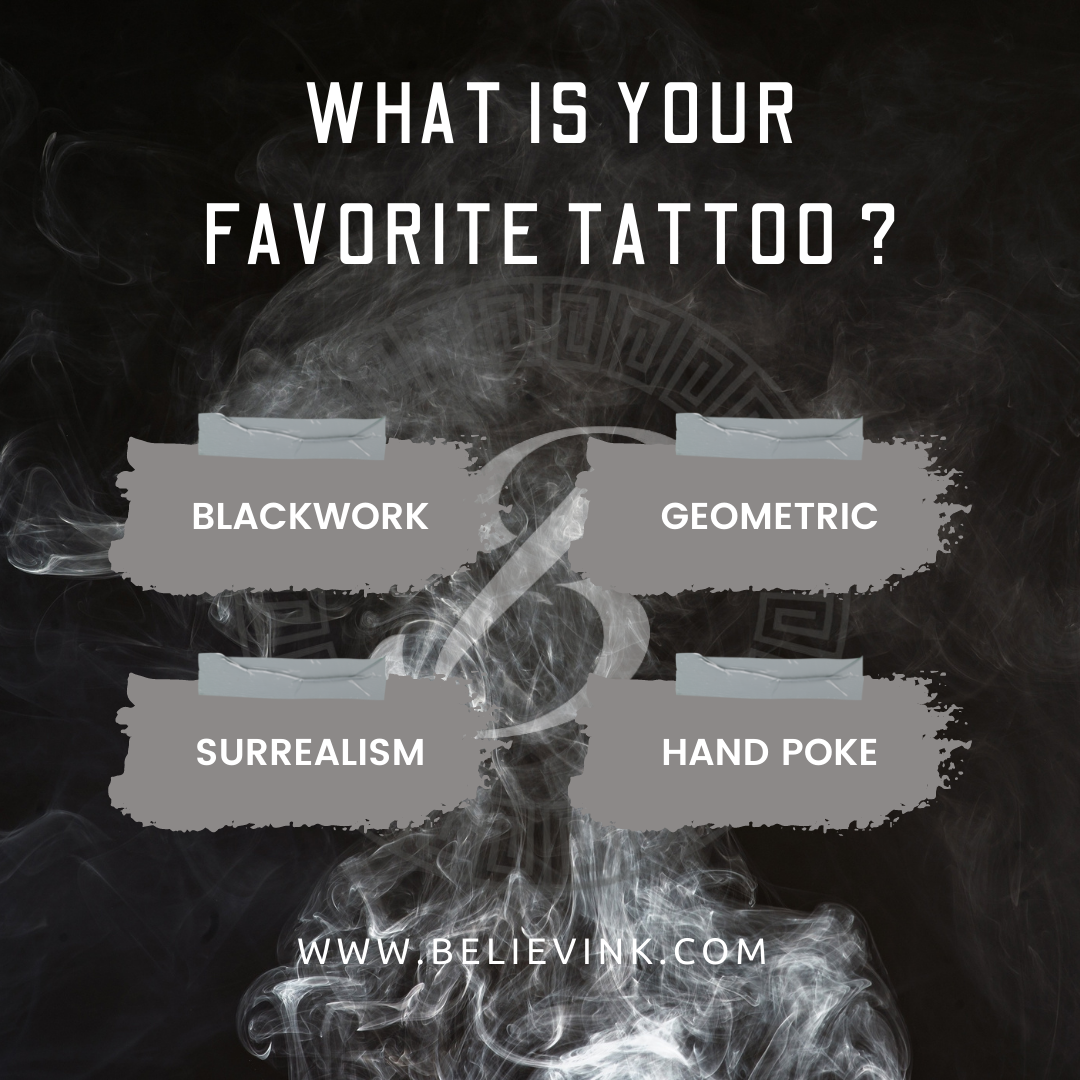 WHAT IS YOUR
FAVORITE TATTOO ?
BLACKWORK
GEOMETRIC
SURREALISM
HAND POKE
WWW.BELIEVINK.COM